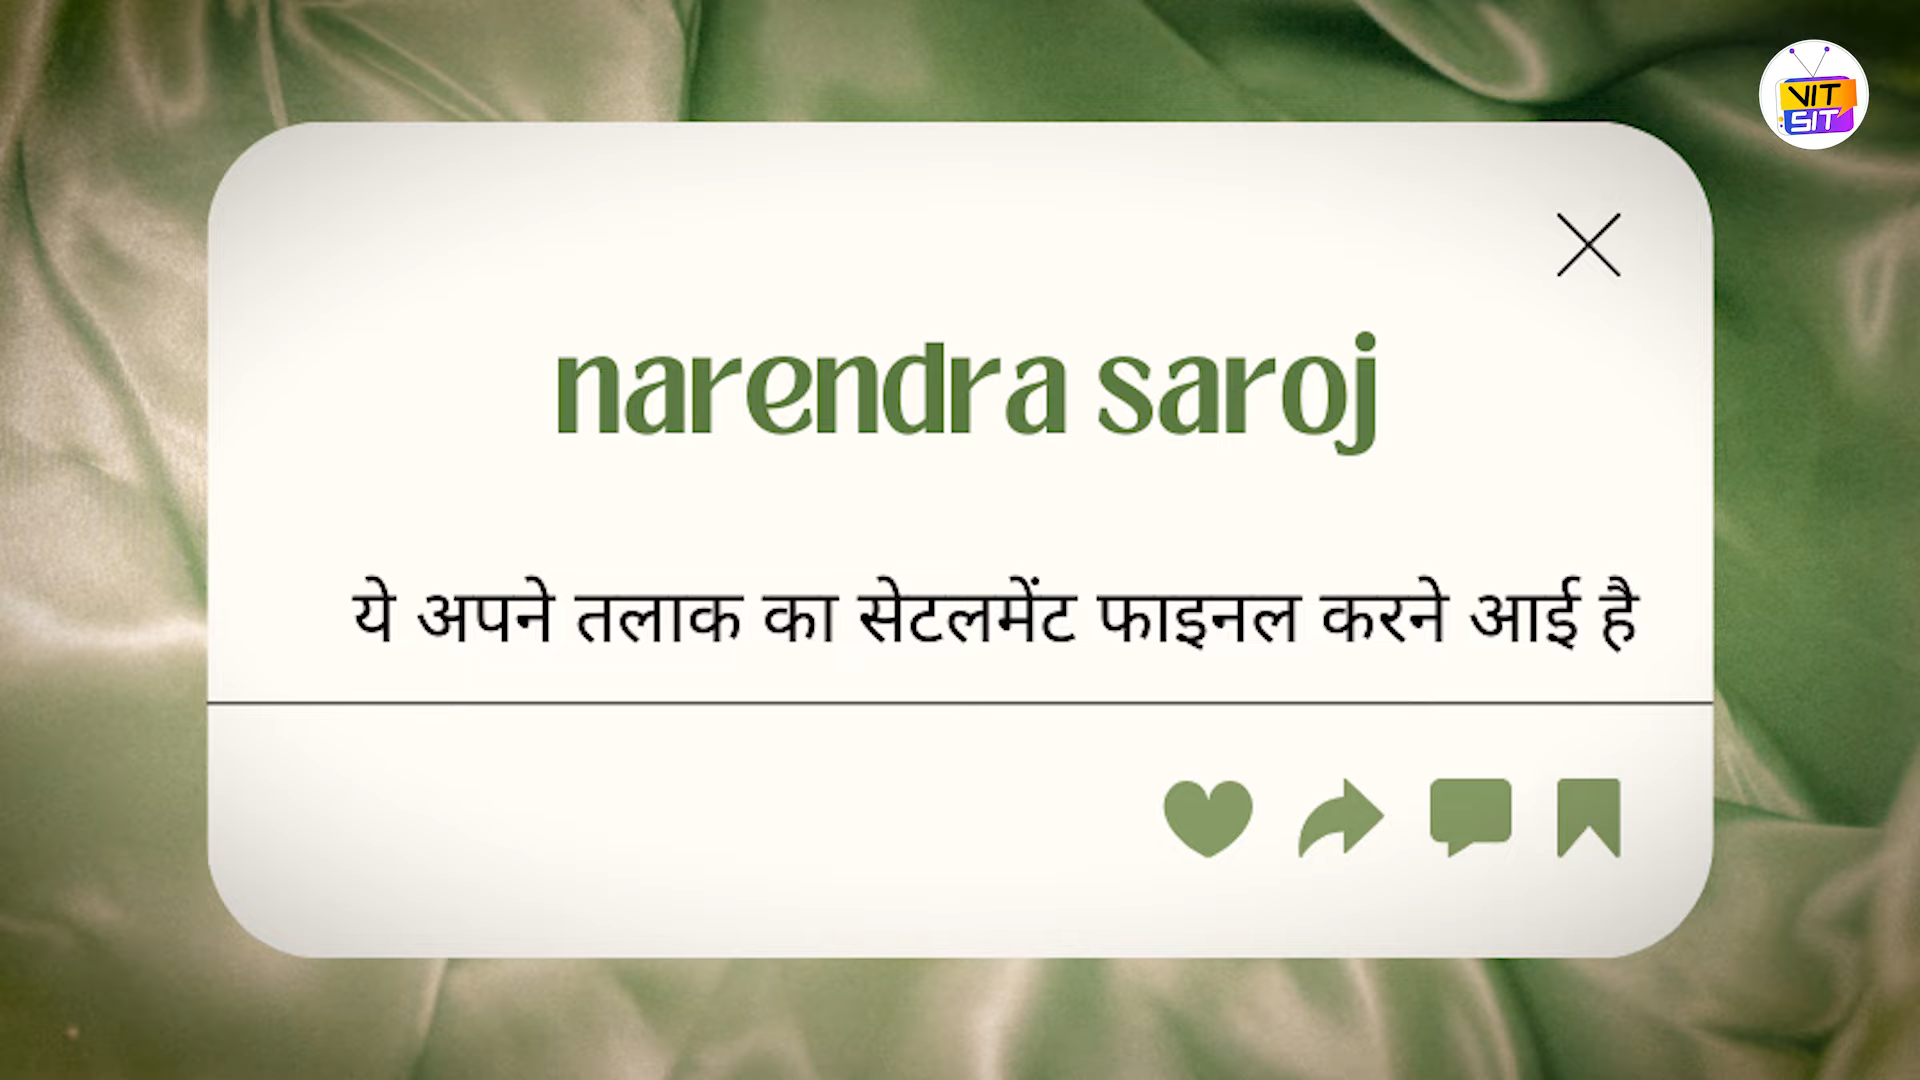 VIT
SIT
narendra saroj
ये अपने तलाक का सेटलमेंट फाइनल करने आई है